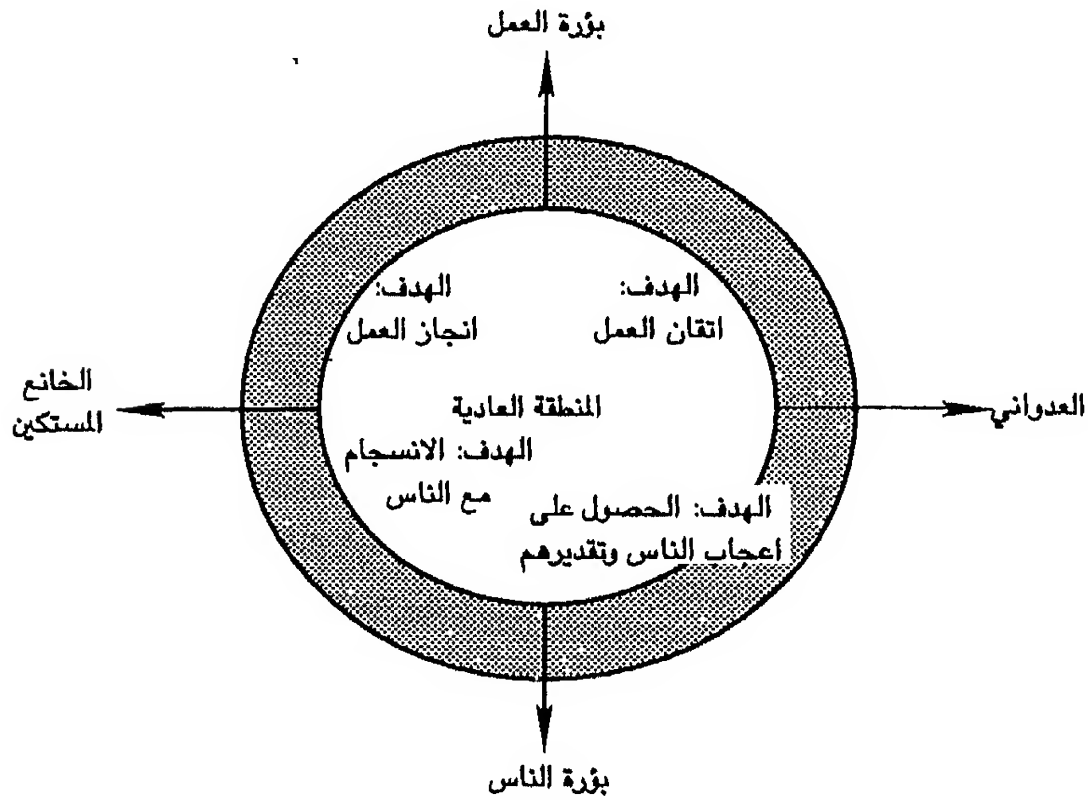 بؤرة العمل
الهدف:
اتقان العمل
الهدف:
انجاز العمل
العدواني
المنطقة العادية
الخانع
المستكين
الهدف: الانسجام
مع الناس
الهدف: الحصول على
اعجاب الناس وتقديرهم
بؤرة الناس